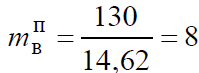 m_в^п = 130/14,62 = 8